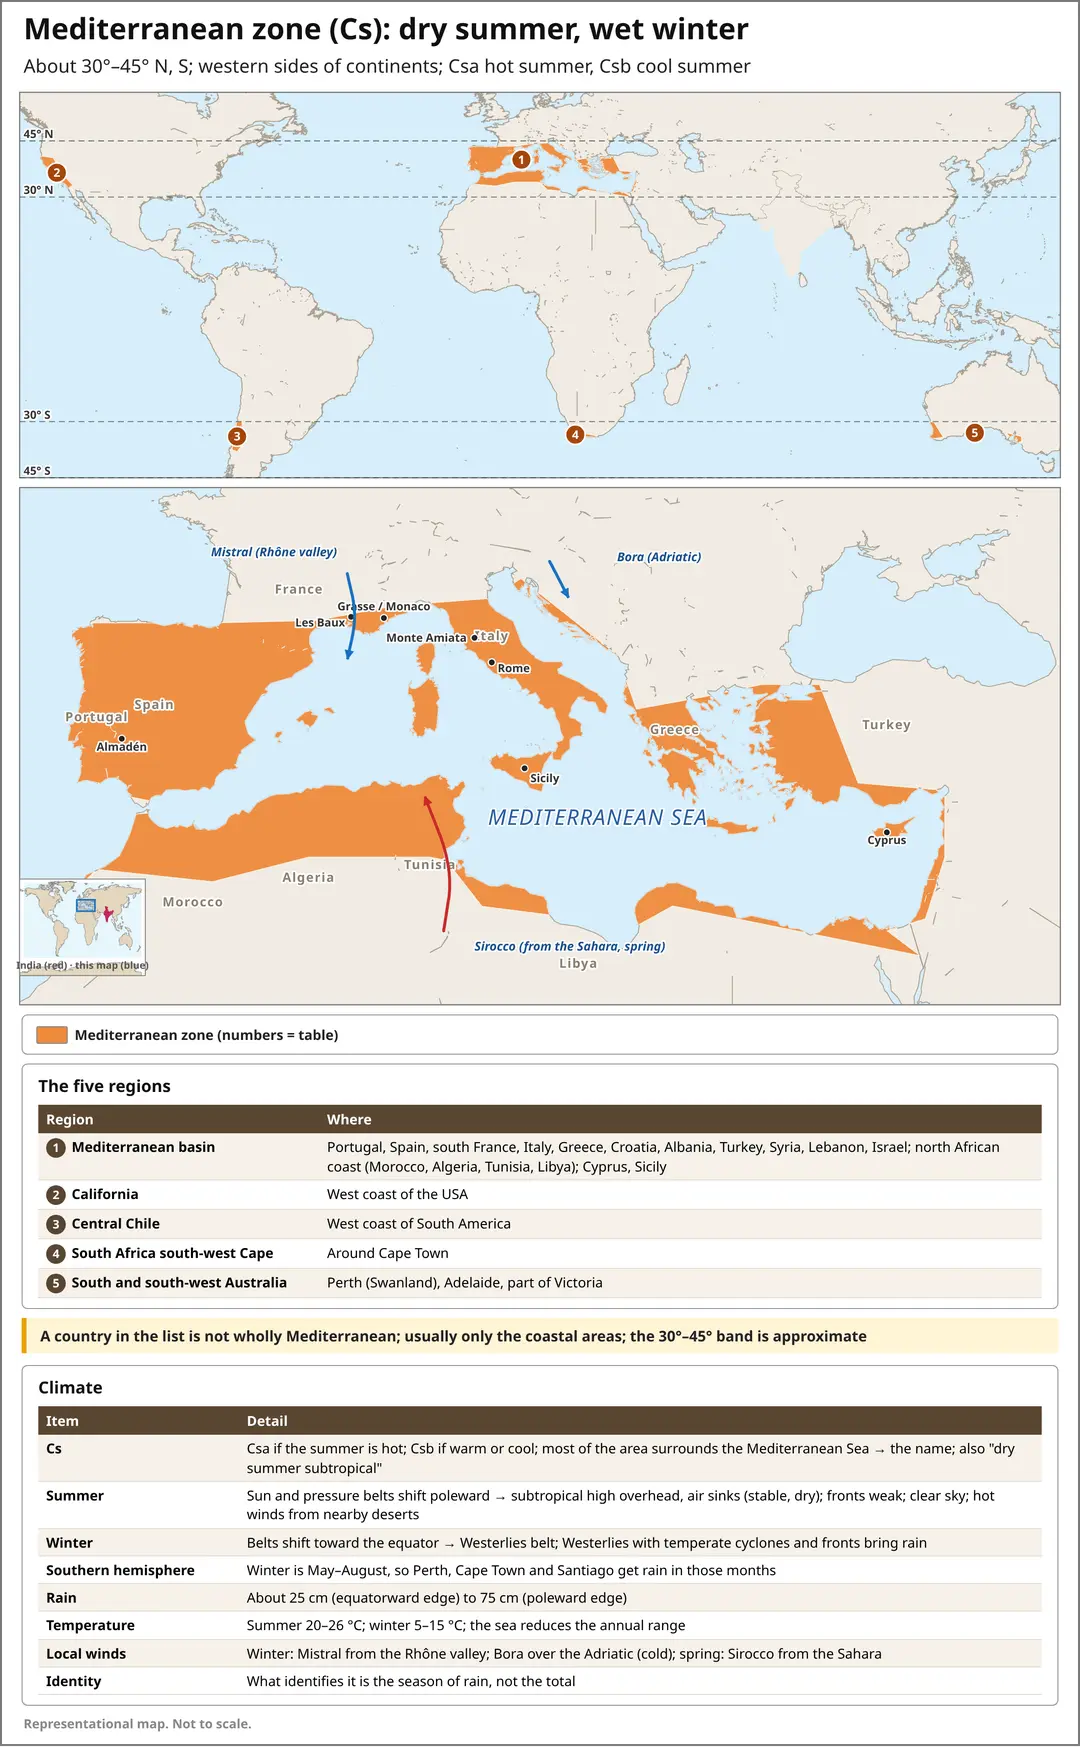 Mediterranean zone (Cs): dry summer, wet winter
About 30°–45° N, S; western sides of continents; Csa hot summer, Csb cool summer
45° N
1
2
30° N
30° S
3
4
5
45° S
Mistral (Rhône valley)
Bora (Adriatic)
France
Grasse / Monaco
Les Baux
Monte Amiata
Italy
Rome
Spain
Portugal
Greece
Turkey
Almadén
Sicily
MEDITERRANEAN SEA
Cyprus
Tunisia
Algeria
Morocco
Sirocco (from the Sahara, spring)
Libya
India (red) · this map (blue)
Mediterranean zone (numbers = table)
The five regions
Region Where
1 Mediterranean basin Portugal, Spain, south France, Italy, Greece, Croatia, Albania, Turkey, Syria, Lebanon, Israel; north African
coast (Morocco, Algeria, Tunisia, Libya); Cyprus, Sicily
2 California West coast of the USA
3 Central Chile West coast of South America
4 South Africa south-west Cape Around Cape Town
5 South and south-west Australia Perth (Swanland), Adelaide, part of Victoria
A country in the list is not wholly Mediterranean; usually only the coastal areas; the 30°–45° band is approximate
Climate
Item Detail
Cs Csa if the summer is hot; Csb if warm or cool; most of the area surrounds the Mediterranean Sea → the name; also "dry
summer subtropical"
Summer Sun and pressure belts shift poleward → subtropical high overhead, air sinks (stable, dry); fronts weak; clear sky; hot
winds from nearby deserts
Winter Belts shift toward the equator → Westerlies belt; Westerlies with temperate cyclones and fronts bring rain
Southern hemisphere Winter is May–August, so Perth, Cape Town and Santiago get rain in those months
Rain About 25 cm (equatorward edge) to 75 cm (poleward edge)
Temperature Summer 20–26 °C; winter 5–15 °C; the sea reduces the annual range
Local winds Winter: Mistral from the Rhône valley; Bora over the Adriatic (cold); spring: Sirocco from the Sahara
Identity What identifies it is the season of rain, not the total
Representational map. Not to scale.